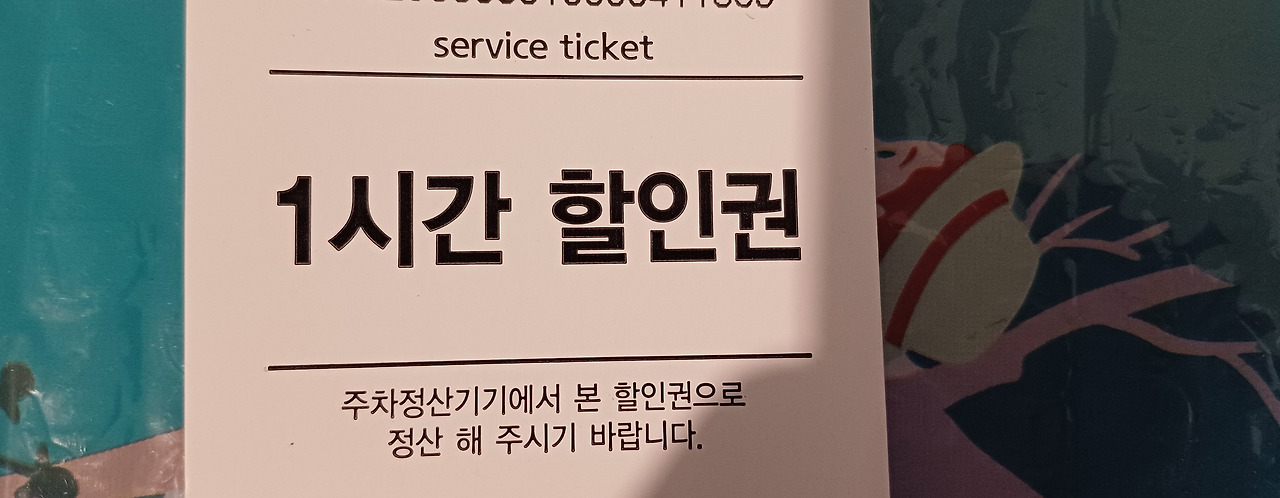 service ticket
1시간 할인권
주차정산기기에서 본 할인권으로
정산 해 주시기 바랍니다.